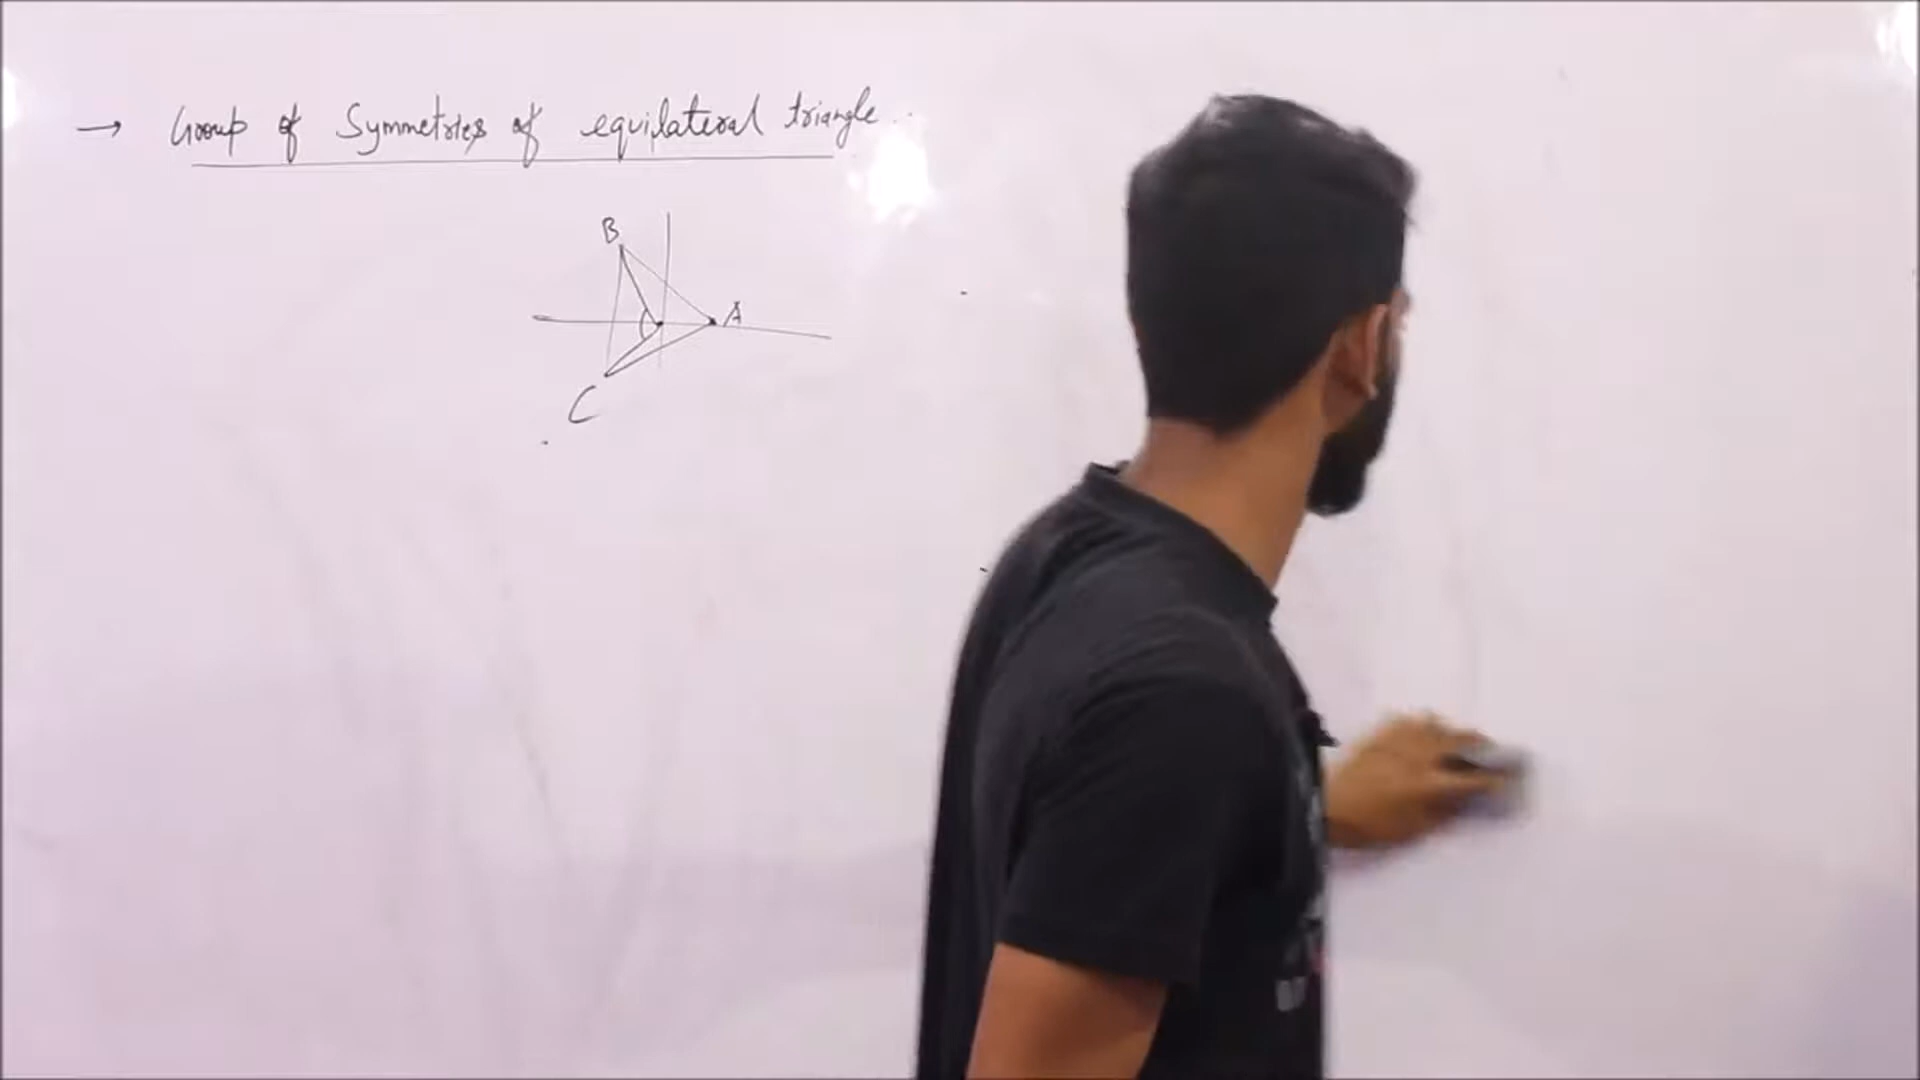 → Group of Symmetries of equilateral triangle..
B
A
C